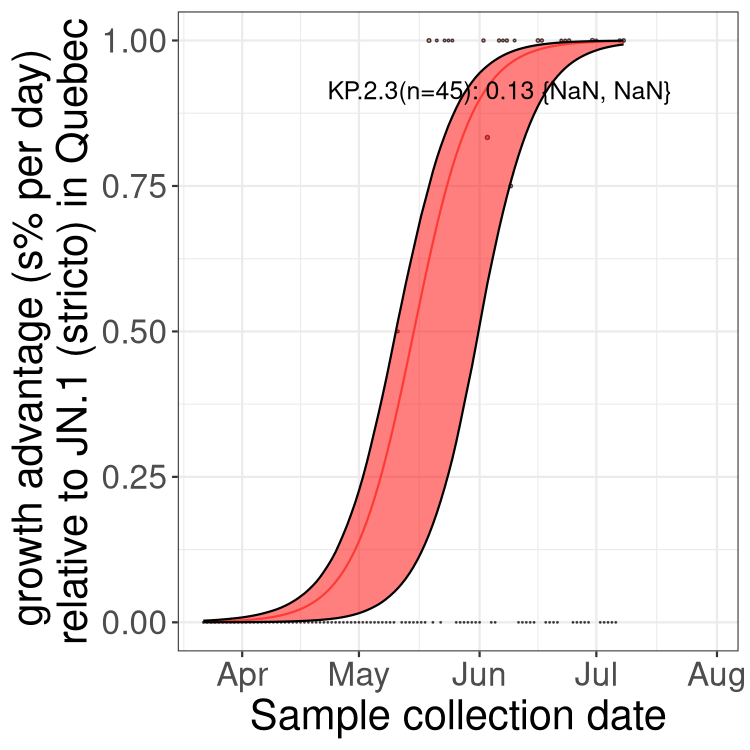 growth advantage (s% per day)
relative to JN.1 (stricto) in Quebec
1.00
0.75
0.50
0.25
0.00
KP.2.3(n=45): 0.13 {NaN, NaN}
Apr May Jun Jul Aug
Sample collection date